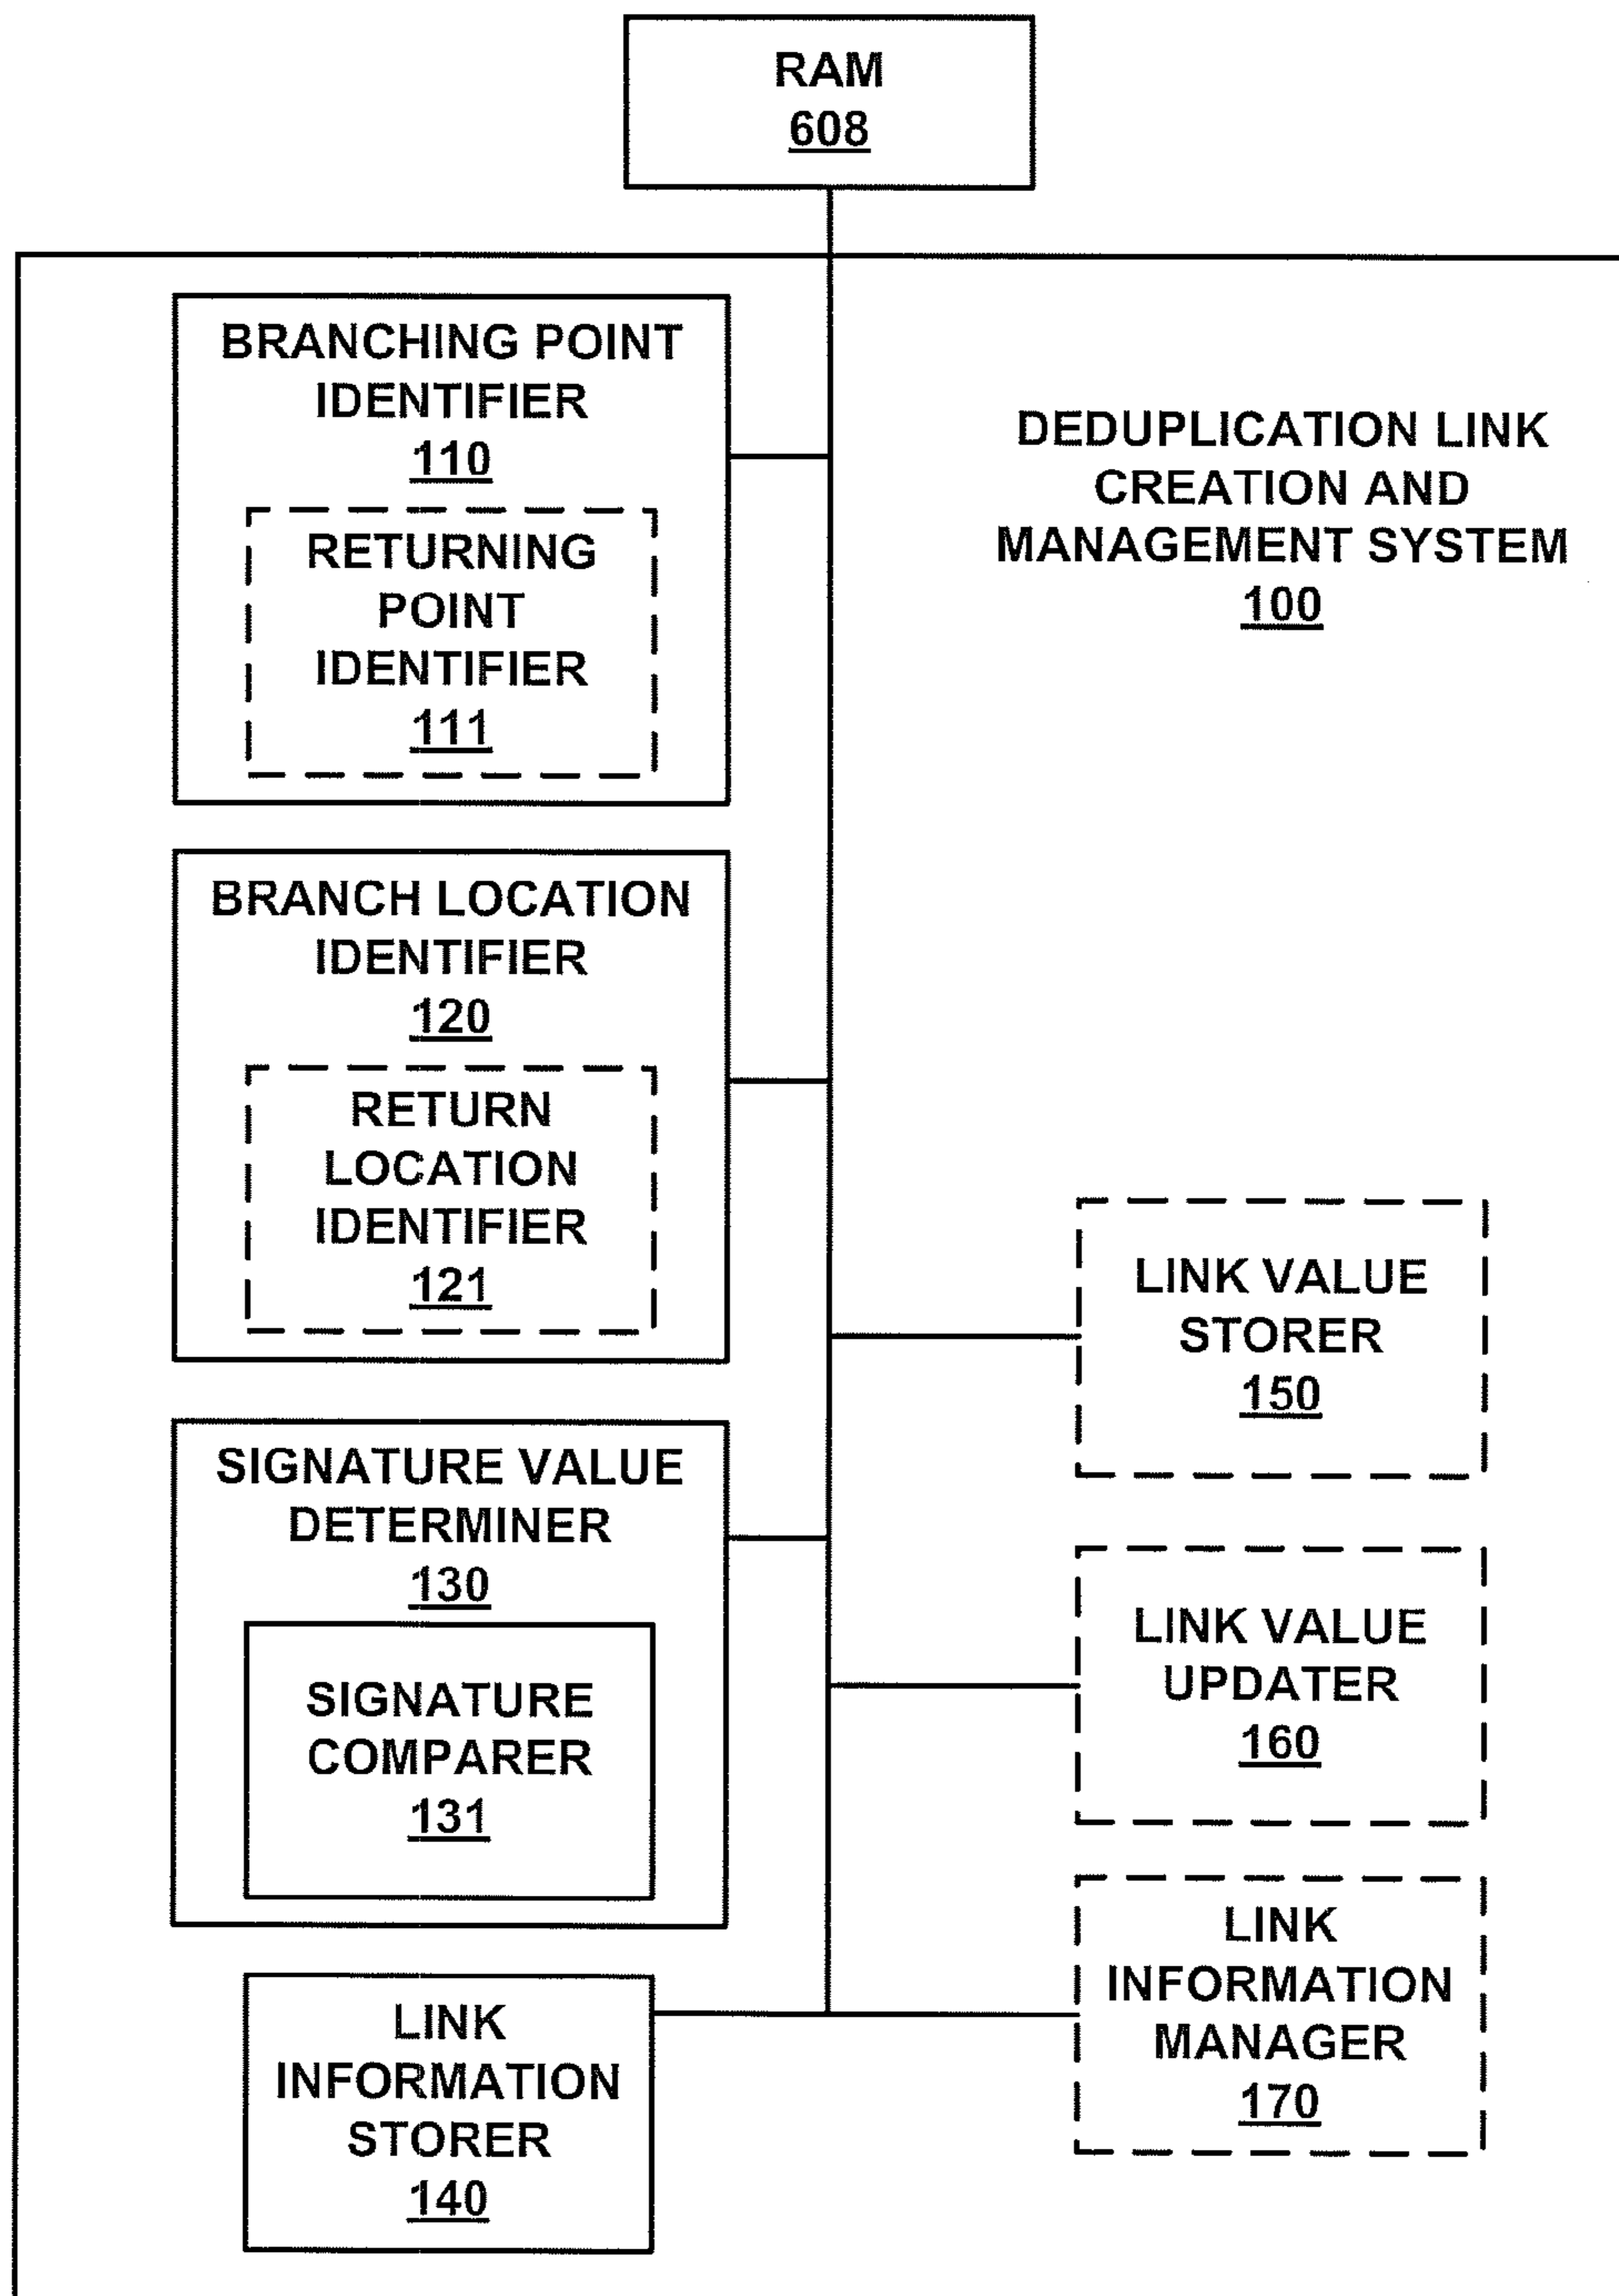 RAM
608
BRANCHING POINT
IDENTIFIER
110
RETURNING
POINT
IDENTIFIER
111
DEDUPLICATION LINK
CREATION AND
MANAGEMENT SYSTEM
100
BRANCH LOCATION
IDENTIFIER
120
RETURN
LOCATION
IDENTIFIER
121
SIGNATURE VALUE
DETERMINER
130
SIGNATURE
COMPARER
131
LINK
INFORMATION
STORER
140
LINK VALUE
STORER
150
LINK VALUE
UPDATER
160
LINK
INFORMATION
MANAGER
170